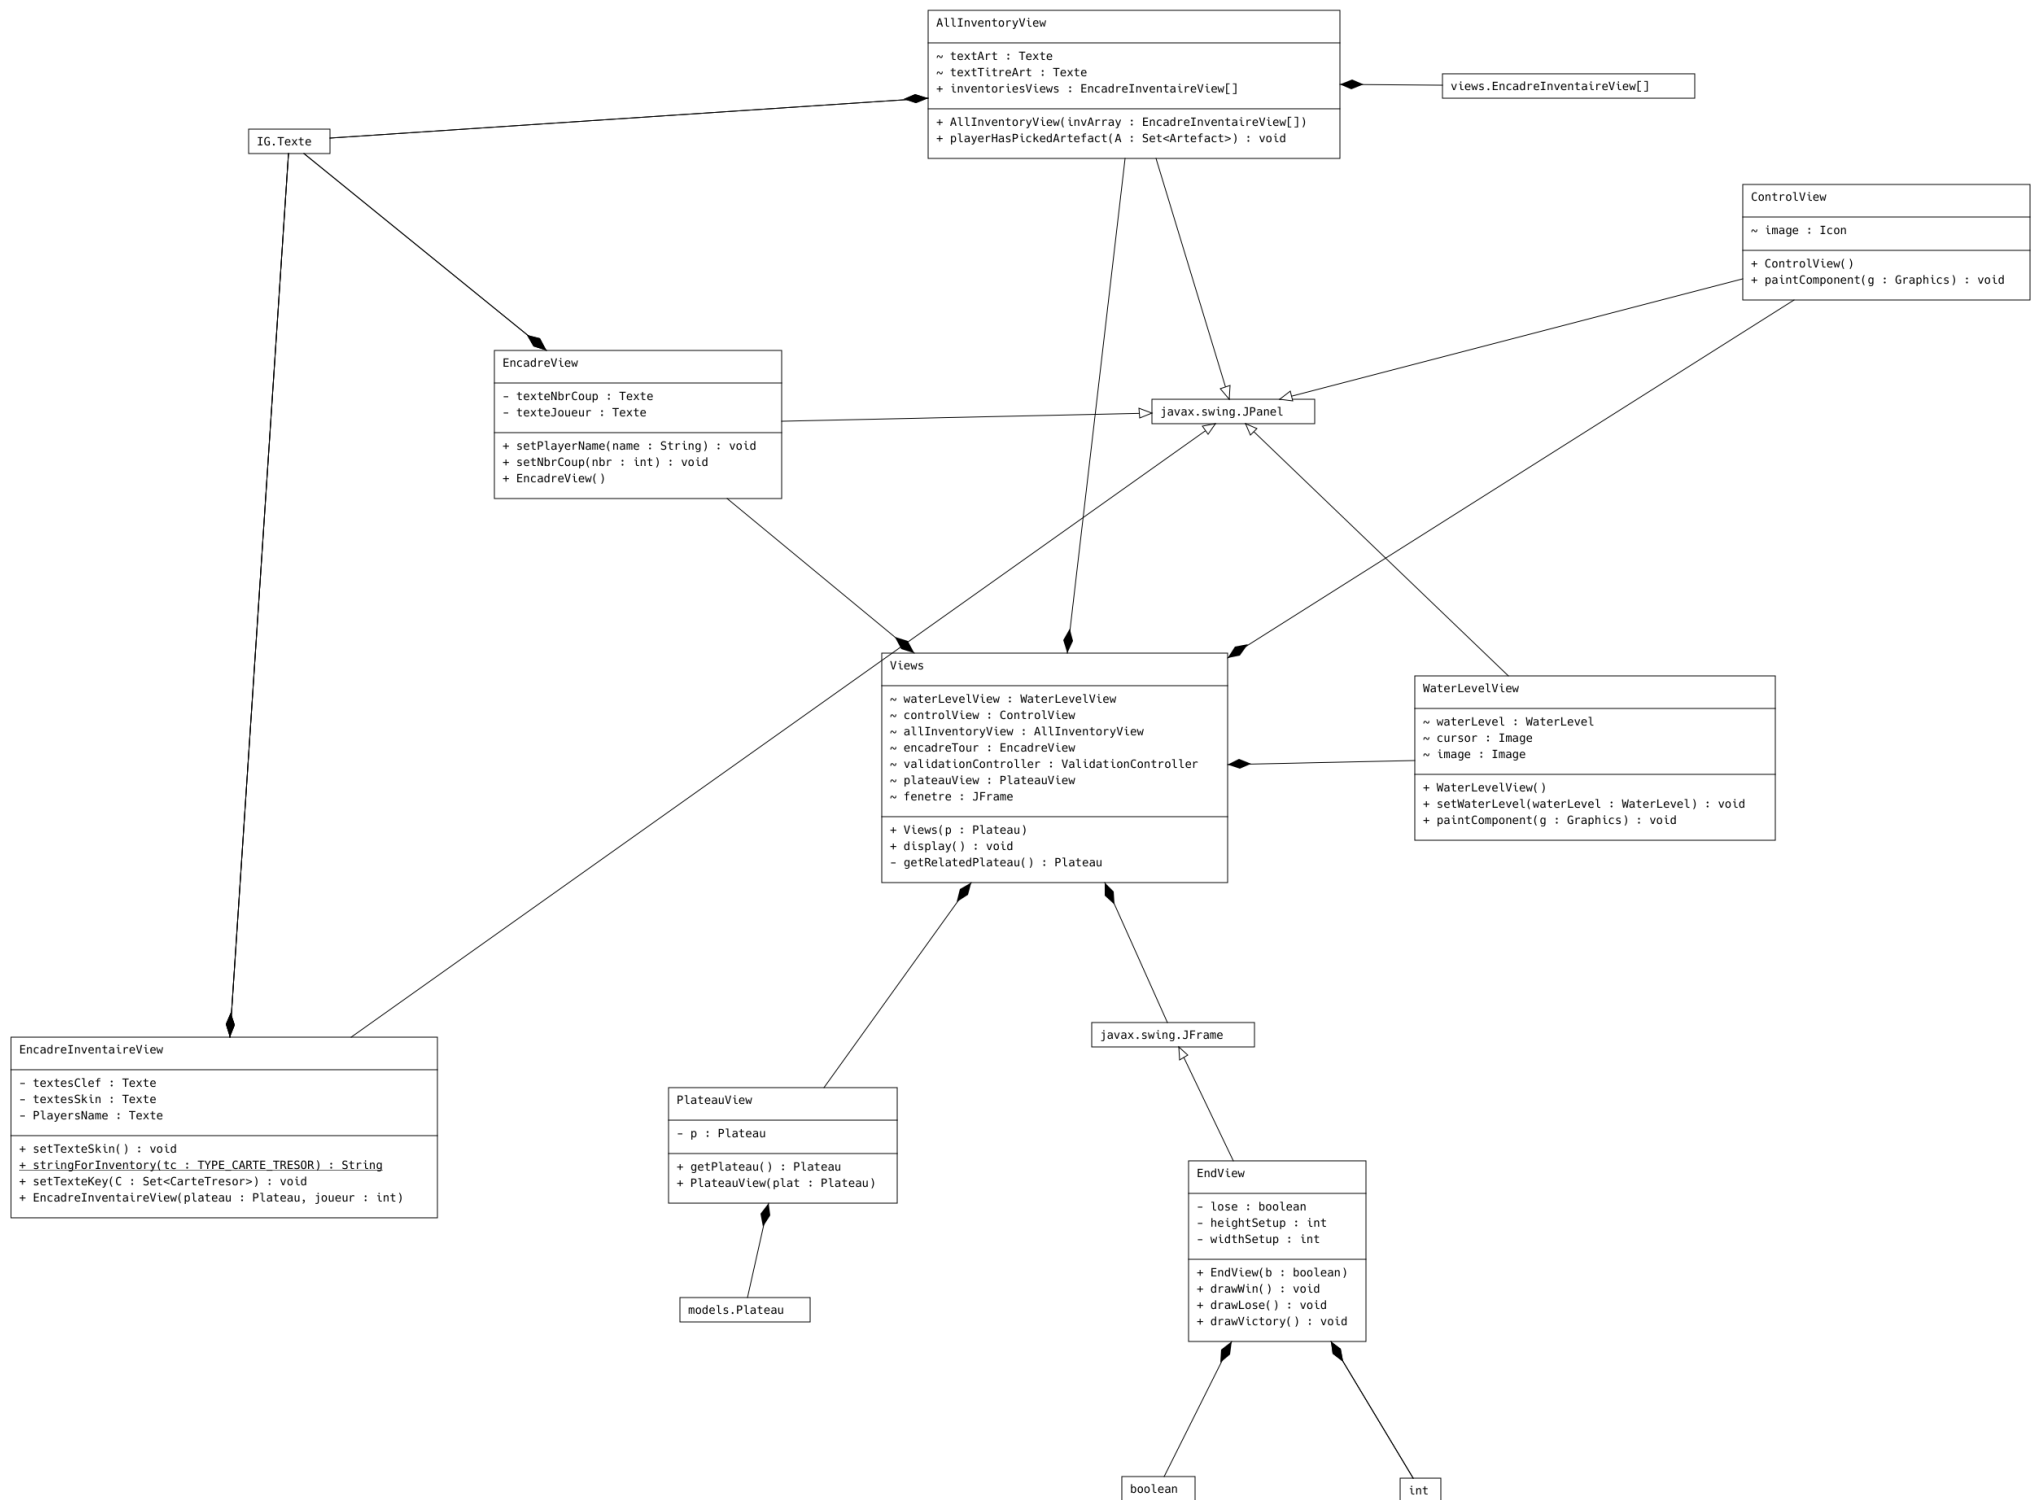 AllInventoryView
~ textArt : Texte
~ textTitreArt : Texte
+ inventoriesViews : EncadreInventaireView[]
+ AllInventoryView(invArray : EncadreInventaireView[])
+ playerHasPickedArtefact(A : Set<Artefact>) : void
views.EncadreInventaireView[]
IG.Texte
ControlView
~ image : Icon
+ ControlView()
+ paintComponent(g : Graphics) : void
EncadreView
- texteNbrCoup : Texte
- texteJoueur : Texte
+ setPlayerName(name : String) : void
+ setNbrCoup(nbr : int) : void
+ EncadreView()
javax.swing.JPanel
Views
~ waterLevelView : WaterLevelView
~ controlView : ControlView
~ allInventoryView : AllInventoryView
~ encadreTour : EncadreView
~ validationController : ValidationController
~ plateauView : PlateauView
~ fenetre : JFrame
+ Views(p : Plateau)
+ display() : void
- getRelatedPlateau() : Plateau
WaterLevelView
~ waterLevel : WaterLevel
~ cursor : Image
~ image : Image
+ WaterLevelView()
+ setWaterLevel(waterLevel : WaterLevel) : void
+ paintComponent(g : Graphics) : void
javax.swing.JFrame
EncadreInventaireView
- textesClef : Texte
- textesSkin : Texte
- PlayersName : Texte
+ setTexteSkin() : void
+ stringForInventory(tc : TYPE_CARTE_TRESOR) : String
+ setTexteKey(C : Set<CarteTresor>) : void
+ EncadreInventaireView(plateau : Plateau, joueur : int)
PlateauView
- p : Plateau
+ getPlateau() : Plateau
+ PlateauView(plat : Plateau)
EndView
- lose : boolean
- heightSetup : int
- widthSetup : int
+ EndView(b : boolean)
+ drawWin() : void
+ drawLose() : void
+ drawVictory() : void
models.Plateau
boolean
int